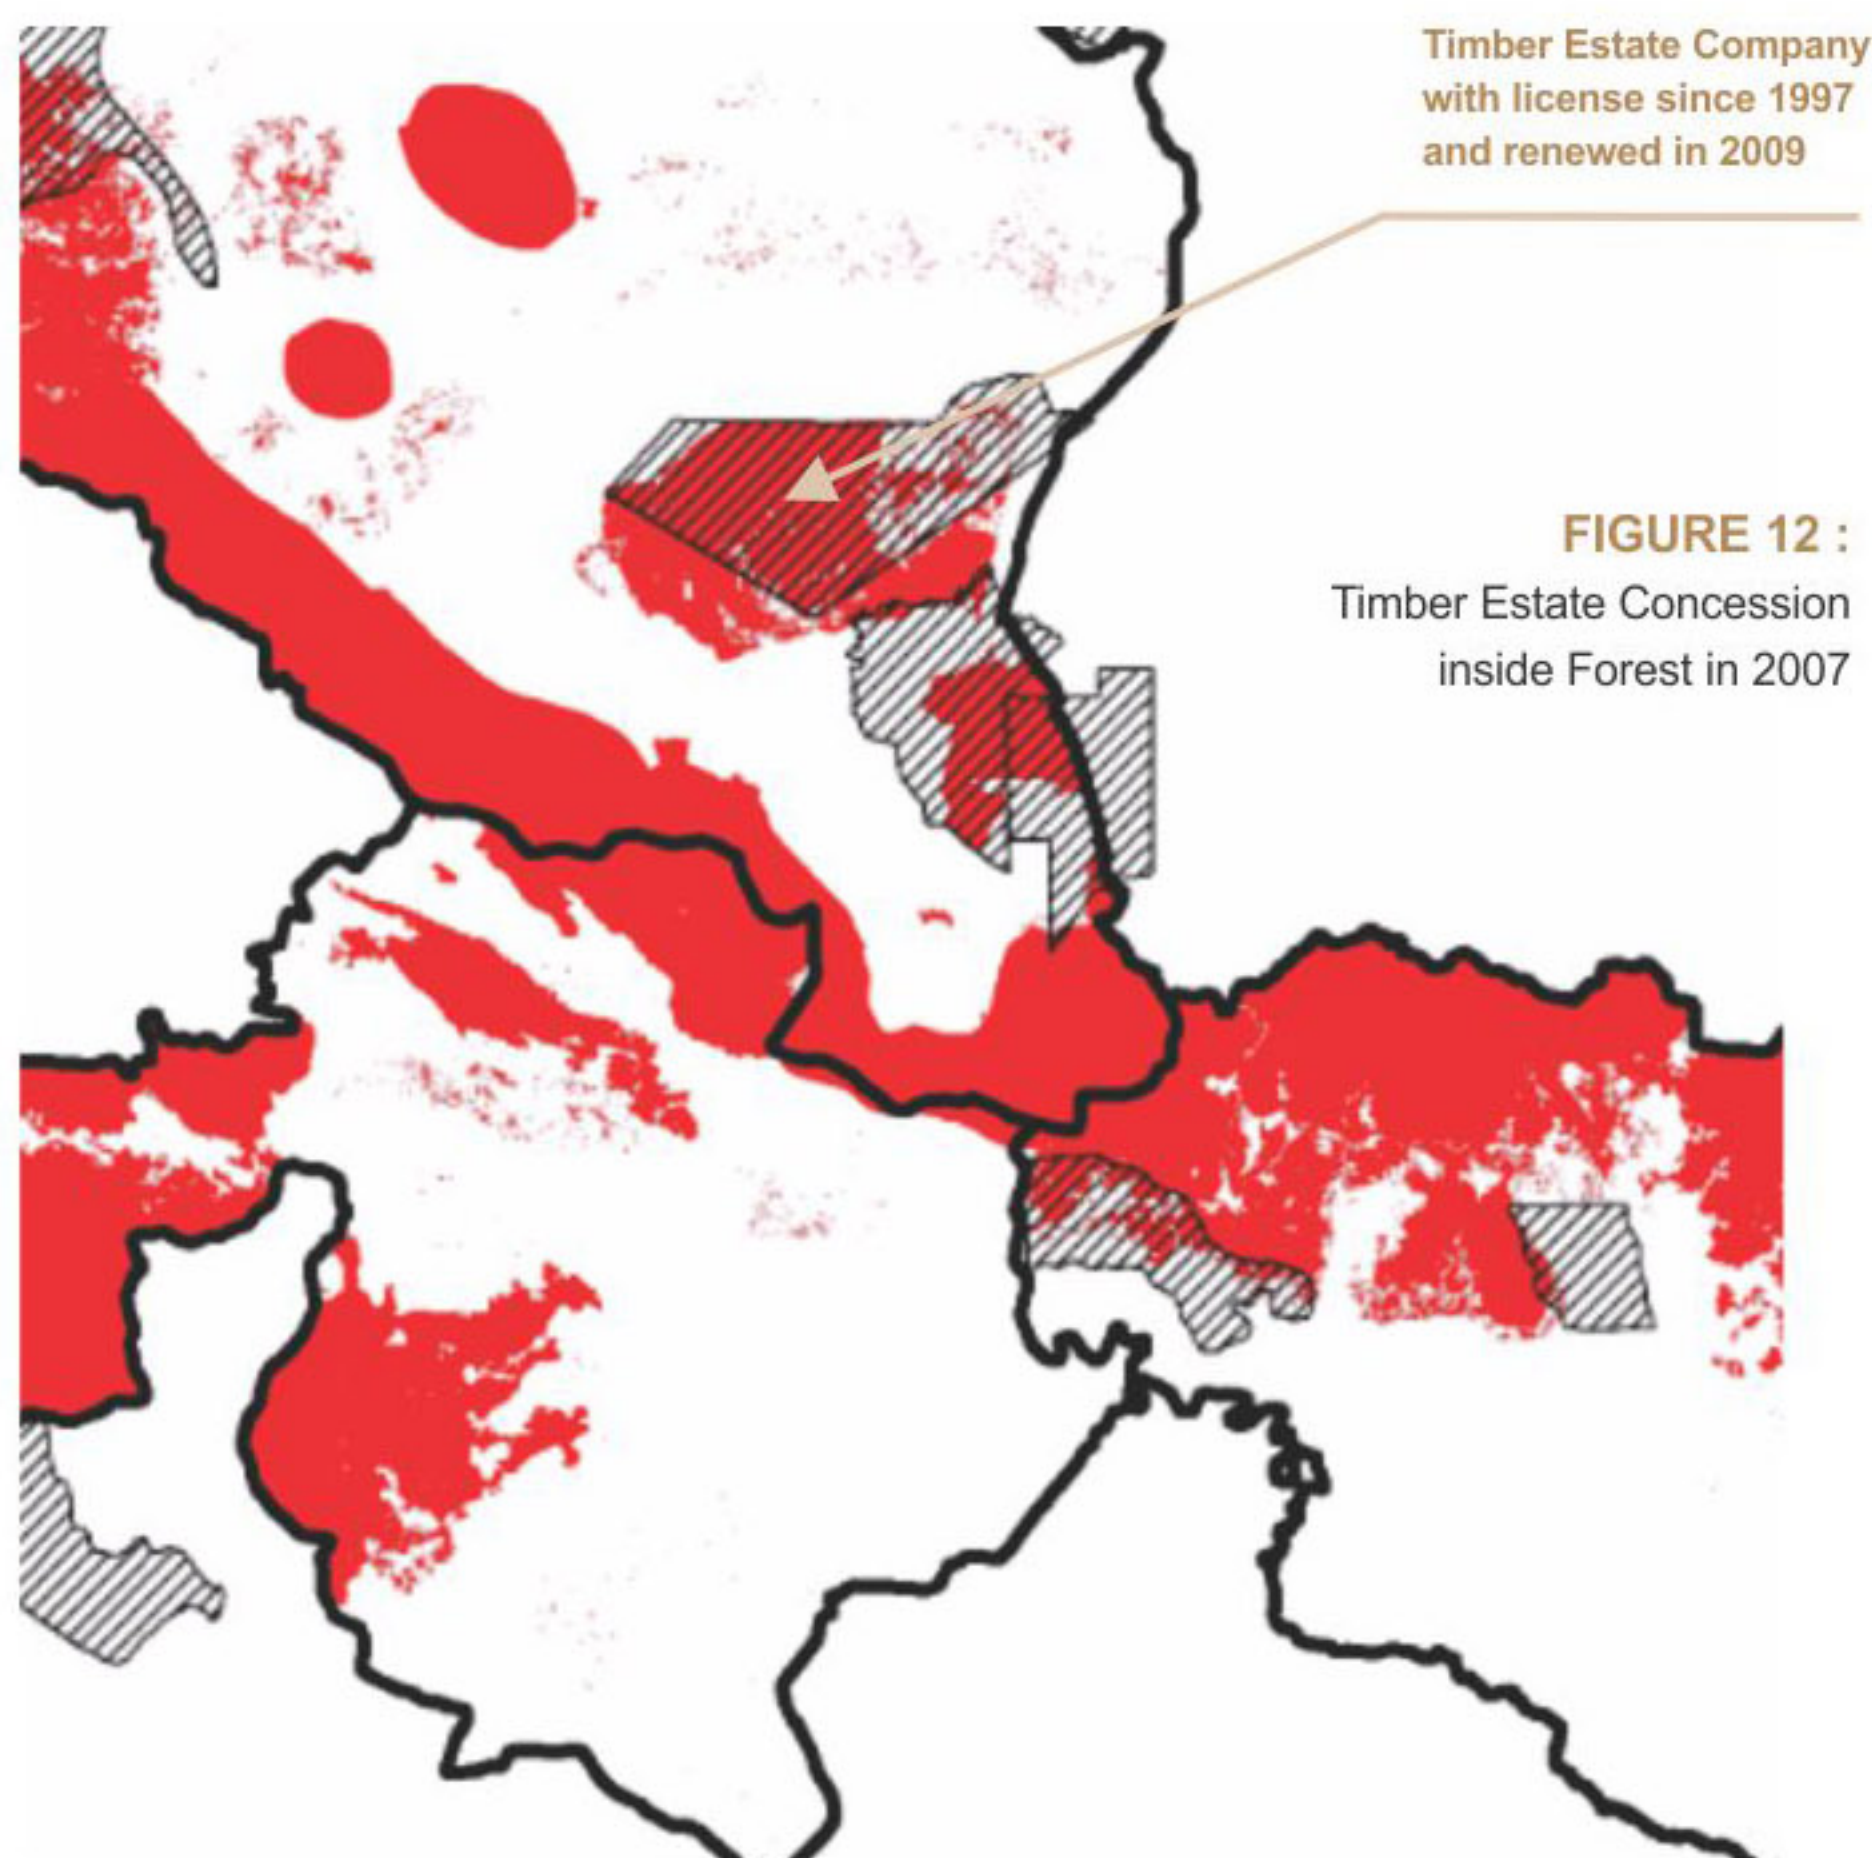 Timber Estate Company
with license since 1997
and renewed in 2009
FIGURE 12 :
Timber Estate Concession
inside Forest in 2007